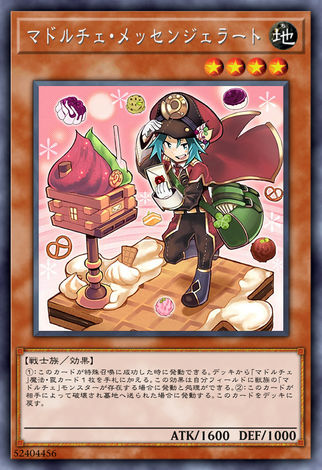 マドルチェ・メッセンジェラート
地
【戦士族／効果】
①：このカードが特殊召喚に成功した時に発動できる。デッキから「マドルチェ
」魔法・罠カード１枚を手札に加える。この効果は自分フィールドに獣族の「マ
ドルチェ」モンスターが存在する場合に発動と処理ができる。②：このカードが
相手によって破壊され墓地へ送られた場合に発動する。このカードをデッキに
戻す。
ATK/1600 DEF/1000
52404456